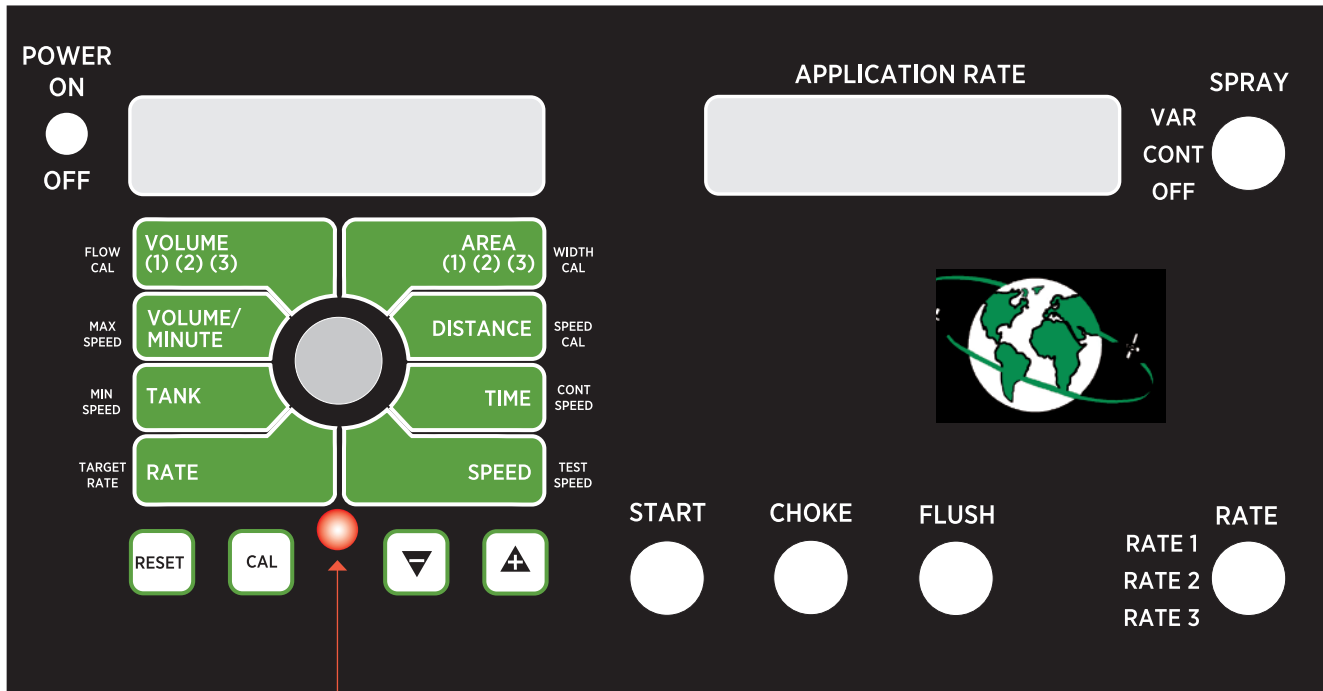 POWER
ON
OFF
APPLICATION RATE
SPRAY
VAR
CONT
OFF
FLOW
CAL
VOLUME
(1) (2) (3)
AREA
(1) (2) (3)
WIDTH
CAL
MAX
SPEED
VOLUME/
MINUTE
DISTANCE
SPEED
CAL
MIN
SPEED
TANK
TIME
CONT
SPEED
TARGET
RATE
RATE
SPEED
TEST
SPEED
RESET
CAL
−
+
START
CHOKE
FLUSH
RATE
RATE 1
RATE 2
RATE 3